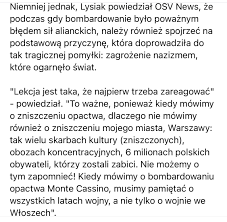 Niemniej jednak, Lysiak powiedział OSV News, że
podczas gdy bombardowanie było poważnym
błędem sił alianckich, należy również spojrzeć na
podstawową przyczynę, która doprowadziła do
tak tragicznej pomyłki: zagrożenie nazizmem,
które ogarnęło świat.
"Lekcja jest taka, że najpierw trzeba zareagować"
- powiedział. "To ważne, ponieważ kiedy mówimy
o zniszczeniu opactwa, dlaczego nie mówimy
również o zniszczeniu mojego miasta, Warszawy:
tak wielu skarbach kultury (zniszczonych),
obozach koncentracyjnych, 6 milionach polskich
obywateli, którzy zostali zabici. Nie możemy o
tym zapomnieć! Kiedy mówimy o bombardowaniu
opactwa Monte Cassino, musimy pamiętać o
wszystkich latach wojny, a nie tylko o wojnie we
Włoszech".